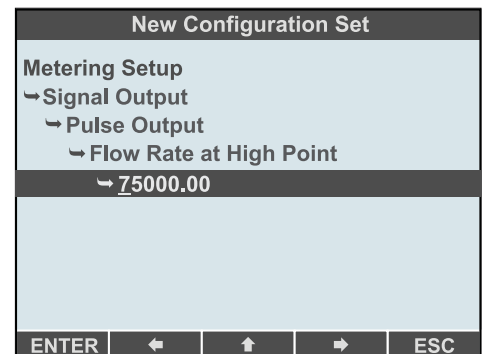 New Configuration Set
Metering Setup
➥Signal Output
➥Pulse Output
➥Flow Rate at High Point
➥75000.00
ENTER ← ↑ → ESC